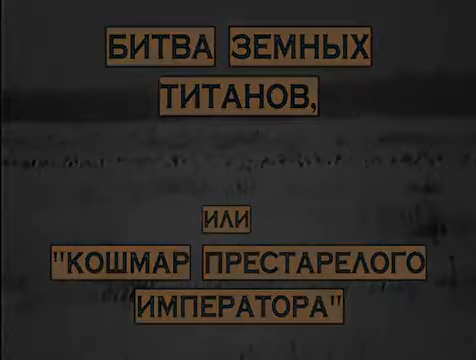 БИТВА ЗЕМНЫХ
ТИТАНОВ,
ИЛИ
"КОШМАР ПРЕСТАРЕЛОГО
ИМПЕРАТОРА"